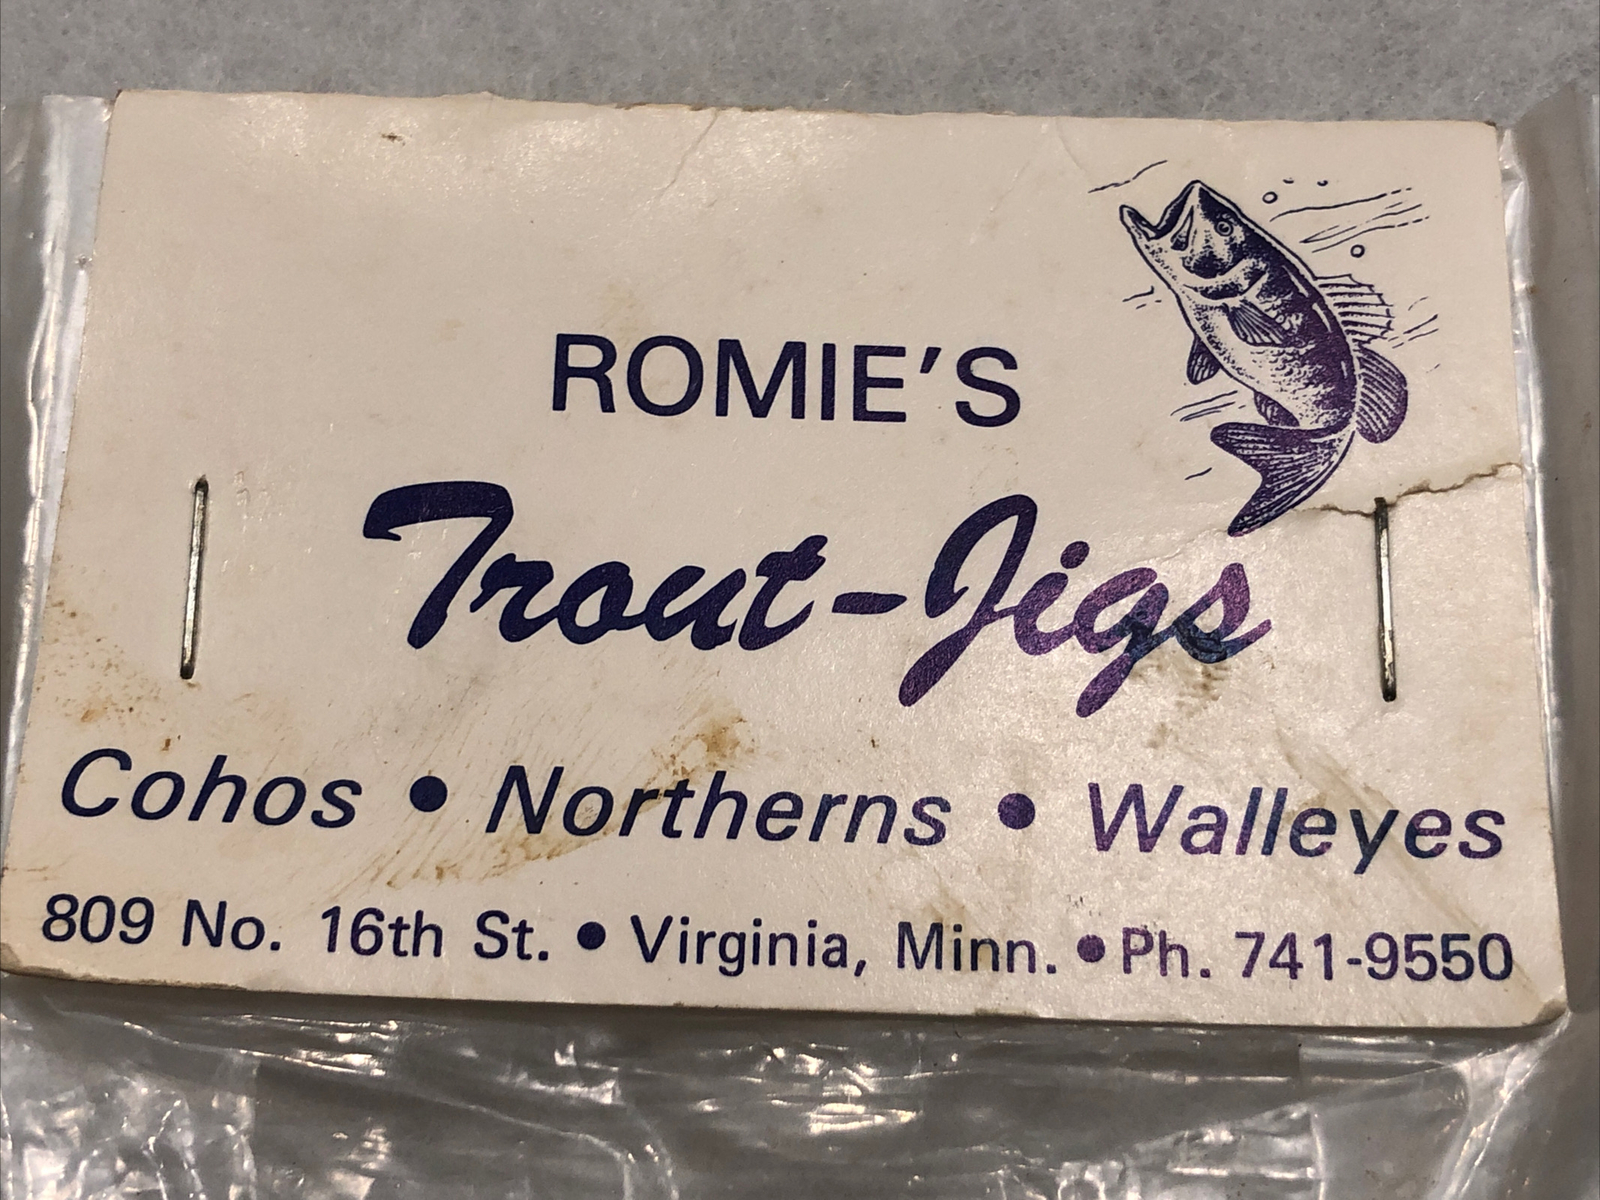 ROMIE'S
Trout-Jigs
Cohos • Northerns • Walleyes
809 No. 16th St. • Virginia, Minn. • Ph. 741-9550